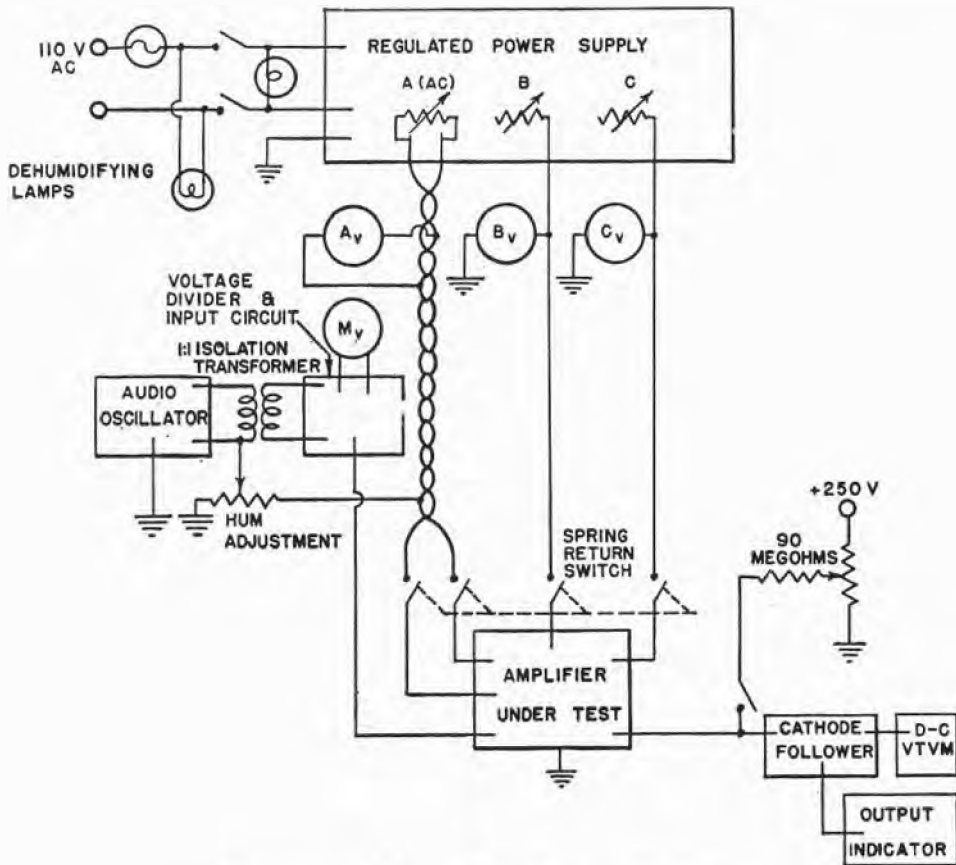 110 V
AC
REGULATED POWER SUPPLY
A (AC)
B
C
DEHUMIDIFYING
LAMPS
AV
BV
CV
VOLTAGE
DIVIDER &
INPUT CIRCUIT
MV
1:1 ISOLATION
TRANSFORMER
AUDIO
OSCILLATOR
HUM
ADJUSTMENT
SPRING
RETURN
SWITCH
+250 V
90
MEGOHMS
AMPLIFIER
UNDER TEST
CATHODE
FOLLOWER
D-C
VTVM
OUTPUT
INDICATOR